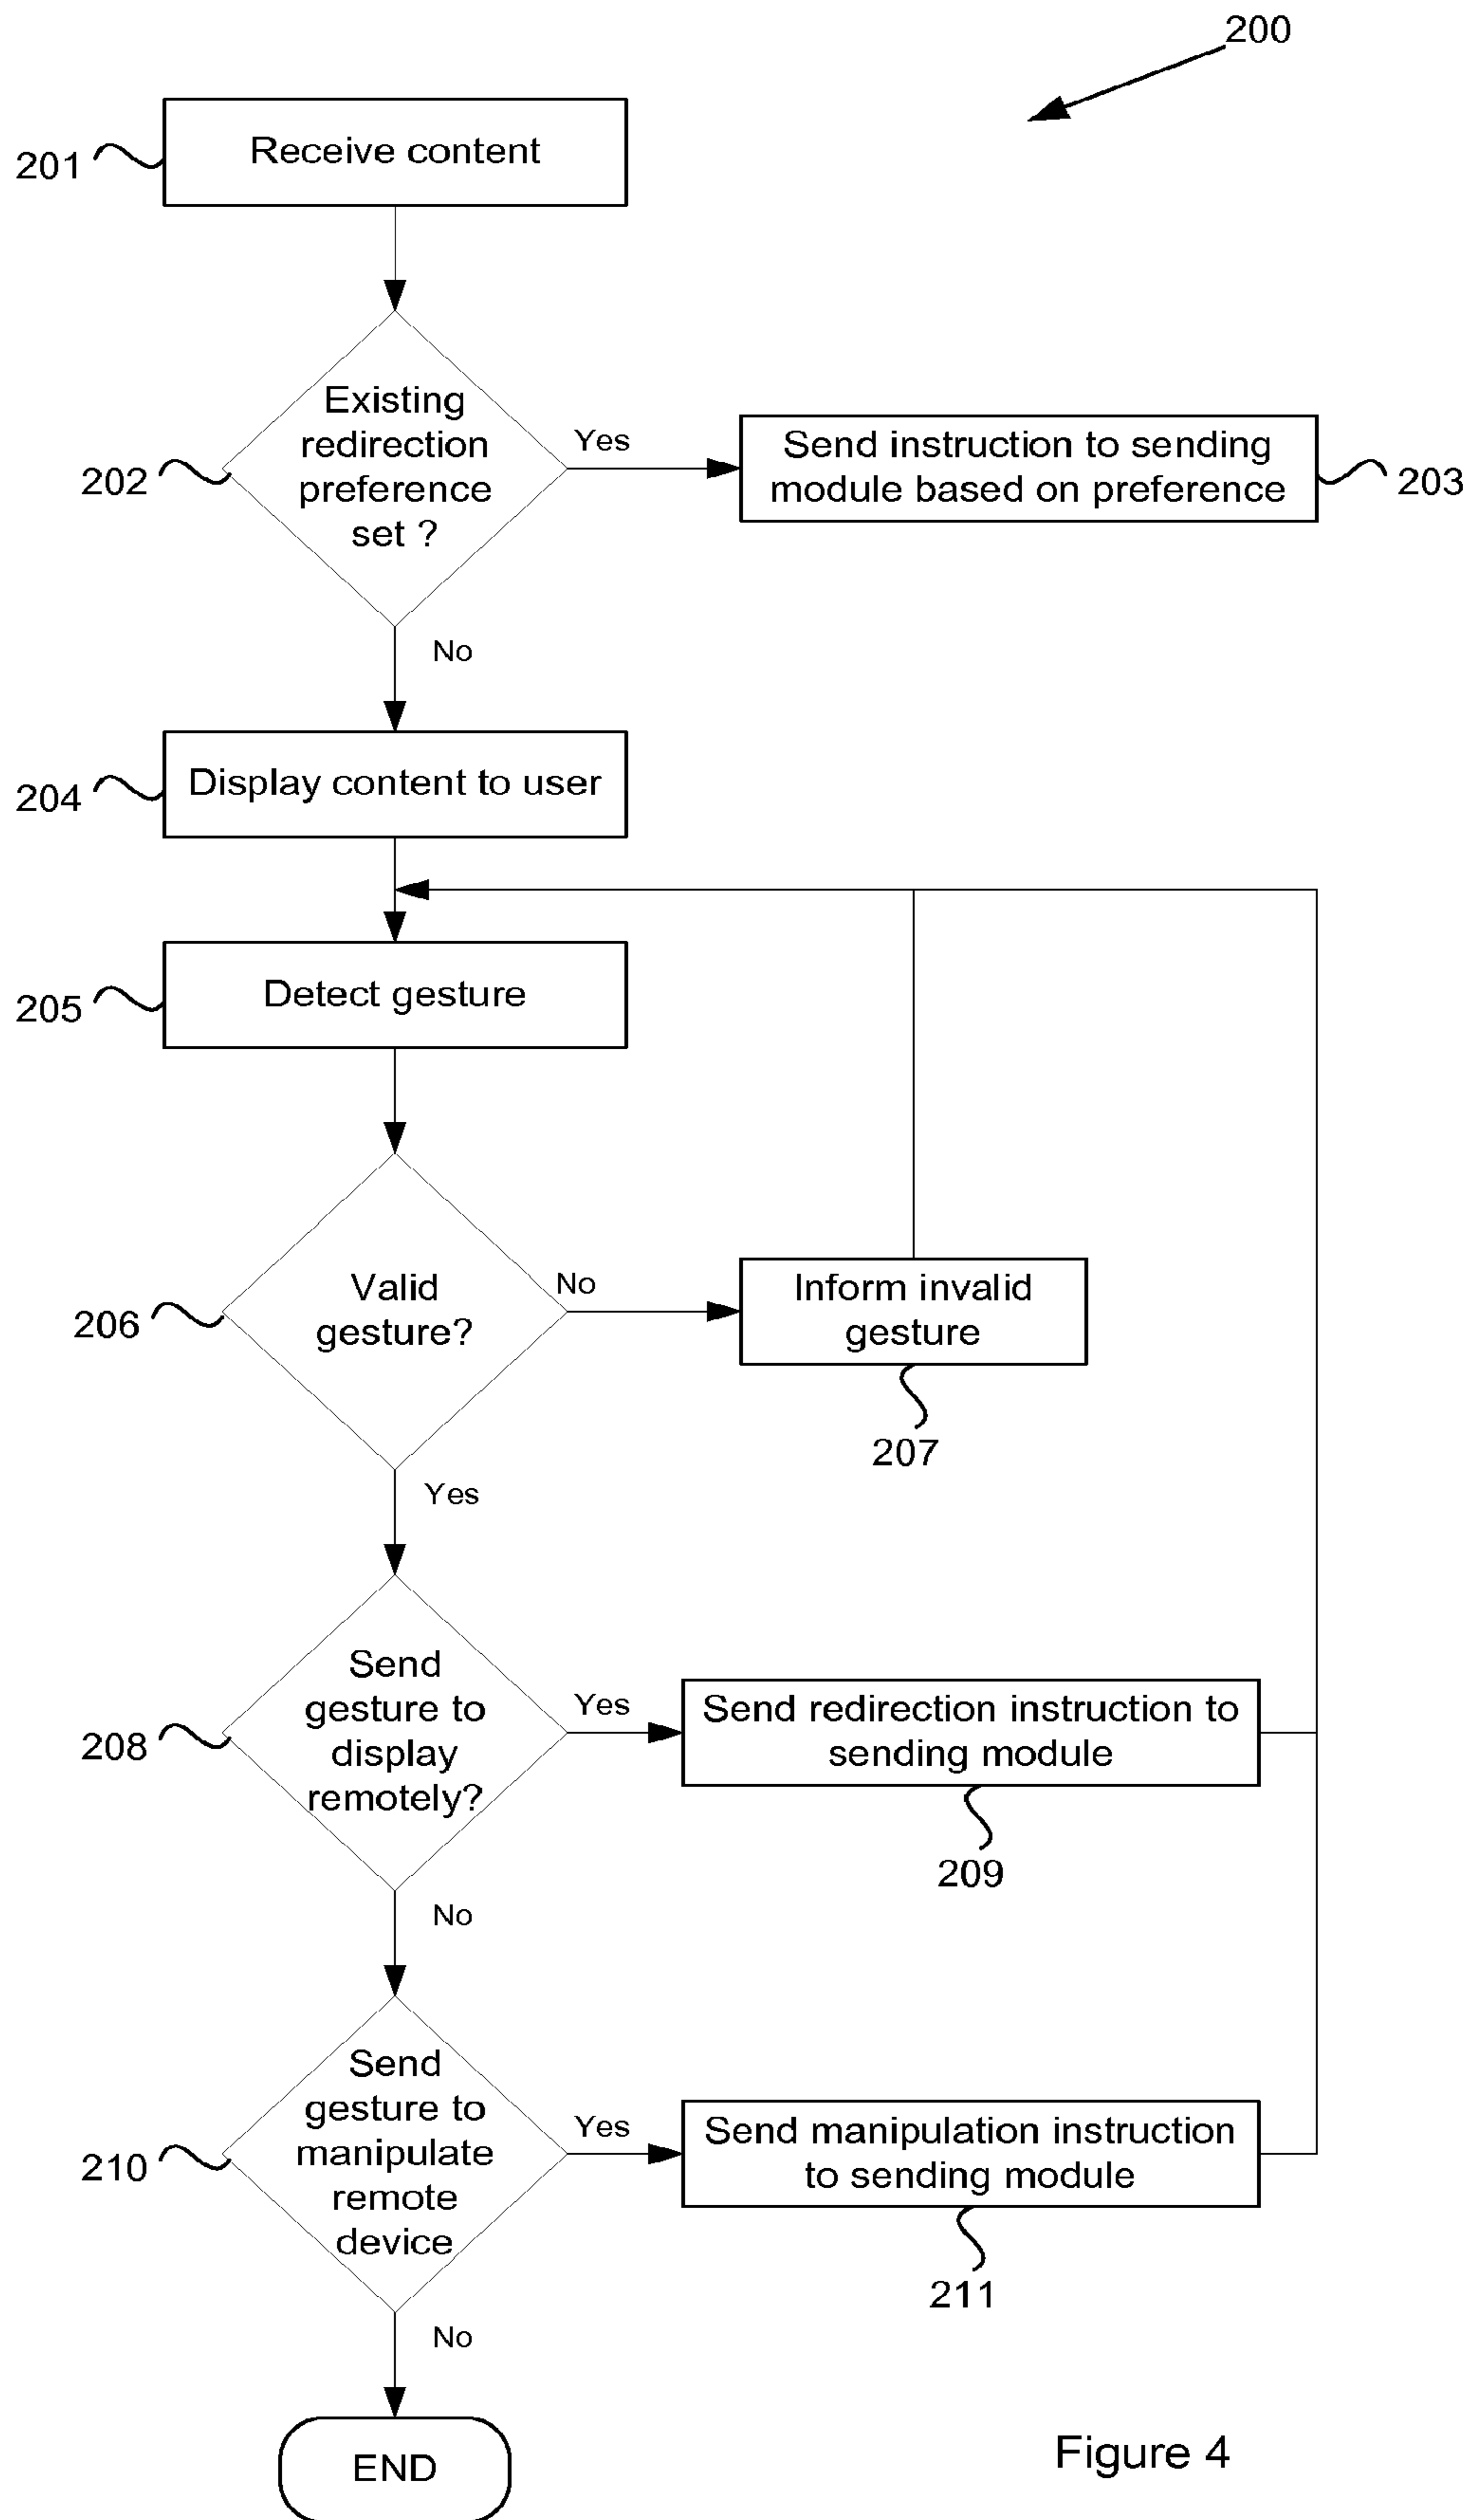 200
201
Receive content
Existing
redirection
preference
set ?
202
Yes
Send instruction to sending
module based on preference
203
No
204
Display content to user
205
Detect gesture
206
Valid
gesture?
No
Inform invalid
gesture
207
Yes
208
Send
gesture to
display
remotely?
Yes
Send redirection instruction to
sending module
209
No
210
Send
gesture to
manipulate
remote
device
Yes
Send manipulation instruction
to sending module
211
No
END
Figure 4